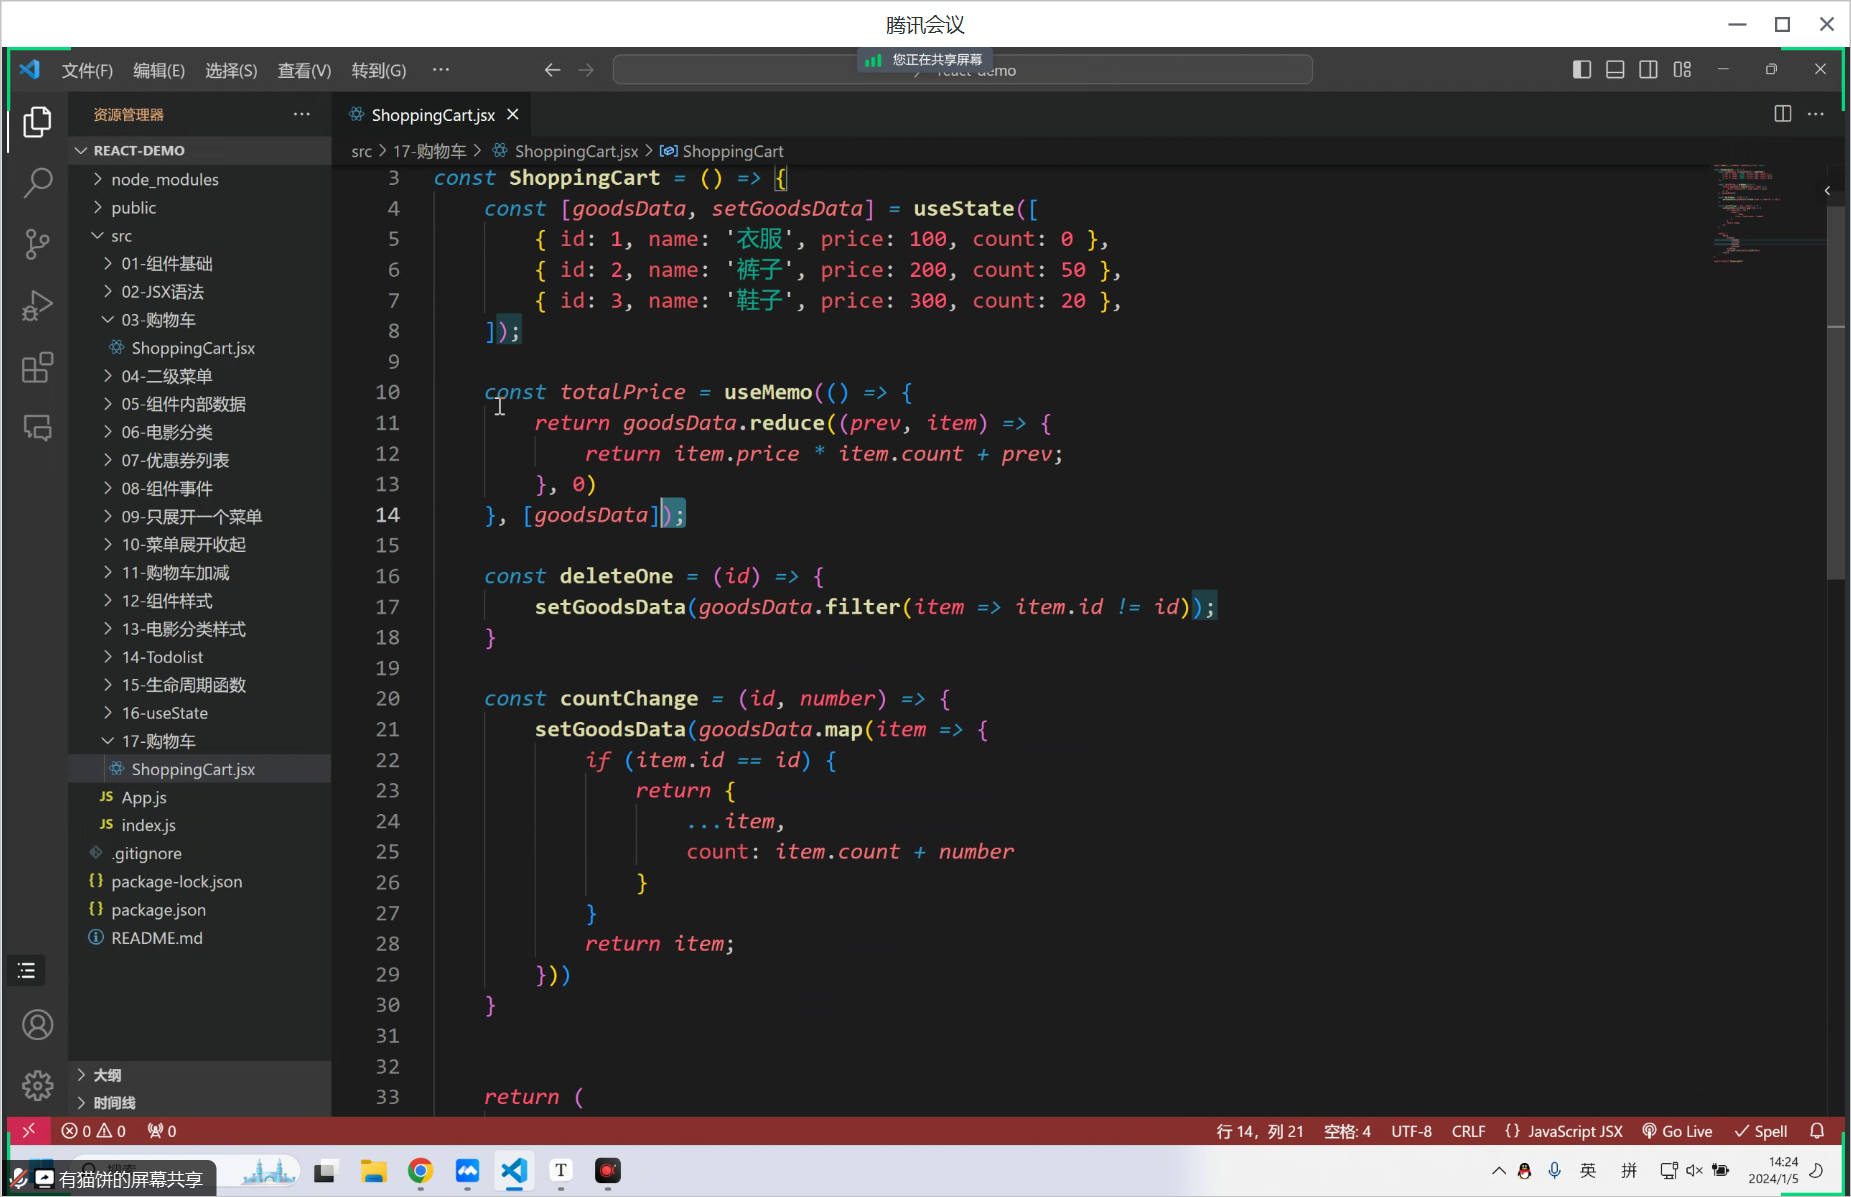 腾讯会议
文件(F) 编辑(E) 选择(S) 查看(V) 转到(G) ···
您正在共享屏幕
react-demo
资源管理器
ShoppingCart.jsx
REACT-DEMO
src > 17-购物车 > ShoppingCart.jsx > ShoppingCart
node_modules
public
src
01-组件基础
02-JSX语法
03-购物车
ShoppingCart.jsx
04-二级菜单
05-组件内部数据
06-电影分类
07-优惠券列表
08-组件事件
09-只展开一个菜单
10-菜单展开收起
11-购物车加减
12-组件样式
13-电影分类样式
14-Todolist
15-生命周期函数
16-useState
17-购物车
ShoppingCart.jsx
JS App.js
JS index.js
.gitignore
{} package-lock.json
{} package.json
README.md
大纲
时间线
3 const ShoppingCart = () => {
4 const [goodsData, setGoodsData] = useState([
5 { id: 1, name: '衣服', price: 100, count: 0 },
6 { id: 2, name: '裤子', price: 200, count: 50 },
7 { id: 3, name: '鞋子', price: 300, count: 20 },
8 ]);
9
10 const totalPrice = useMemo(() => {
11 return goodsData.reduce((prev, item) => {
12 return item.price * item.count + prev;
13 }, 0)
14 }, [goodsData]);
15
16 const deleteOne = (id) => {
17 setGoodsData(goodsData.filter(item => item.id != id));
18 }
19
20 const countChange = (id, number) => {
21 setGoodsData(goodsData.map(item => {
22 if (item.id == id) {
23 return {
24 ...item,
25 count: item.count + number
26 }
27 }
28 return item;
29 }))
30 }
31
32
33 return (
0 0 0
行 14，列 21 空格: 4 UTF-8 CRLF {} JavaScript JSX Go Live Spell
有猫饼的屏幕共享
T
英 拼
14:24
2024/1/5